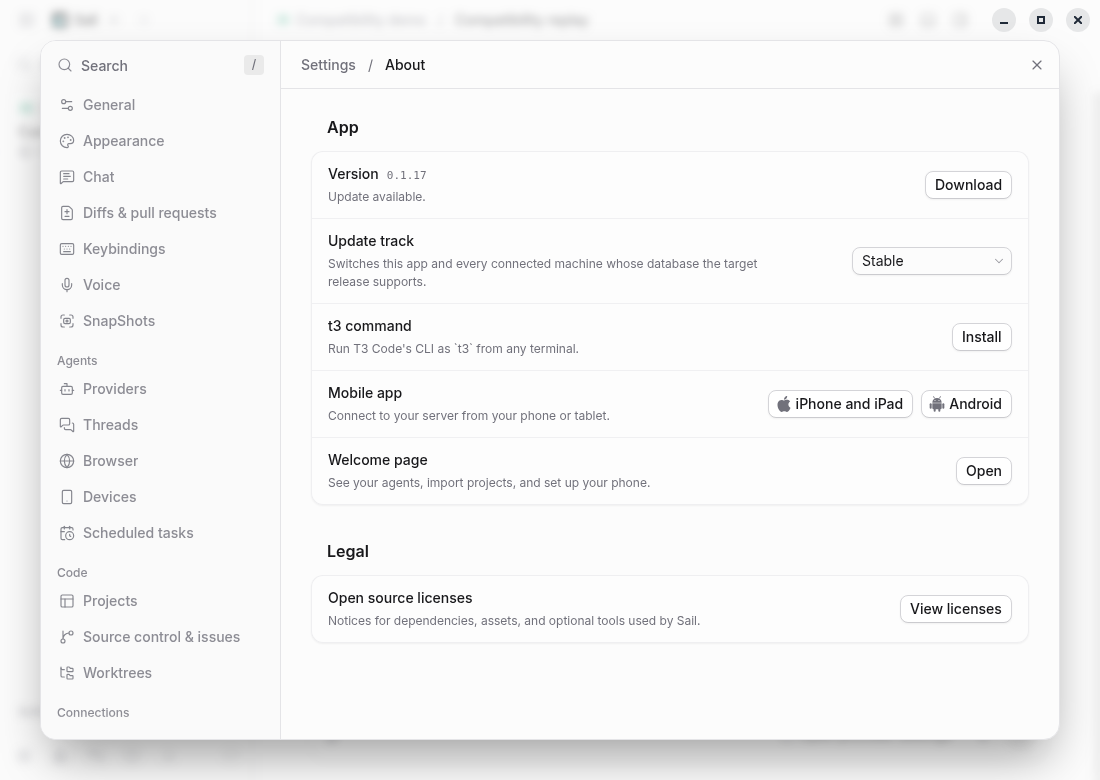 Sail
Compatibility demo
Compatibility replay
Search
/
General
Appearance
Chat
Diffs & pull requests
Keybindings
Voice
SnapShots
Agents
Providers
Threads
Browser
Devices
Scheduled tasks
Code
Projects
Source control & issues
Worktrees
Connections
Settings / About
App
Version 0.1.17
Update available.
Download
Update track
Switches this app and every connected machine whose database the target
release supports.
Stable
t3 command
Run T3 Code's CLI as `t3` from any terminal.
Install
Mobile app
Connect to your server from your phone or tablet.
iPhone and iPad
Android
Welcome page
See your agents, import projects, and set up your phone.
Open
Legal
Open source licenses
Notices for dependencies, assets, and optional tools used by Sail.
View licenses